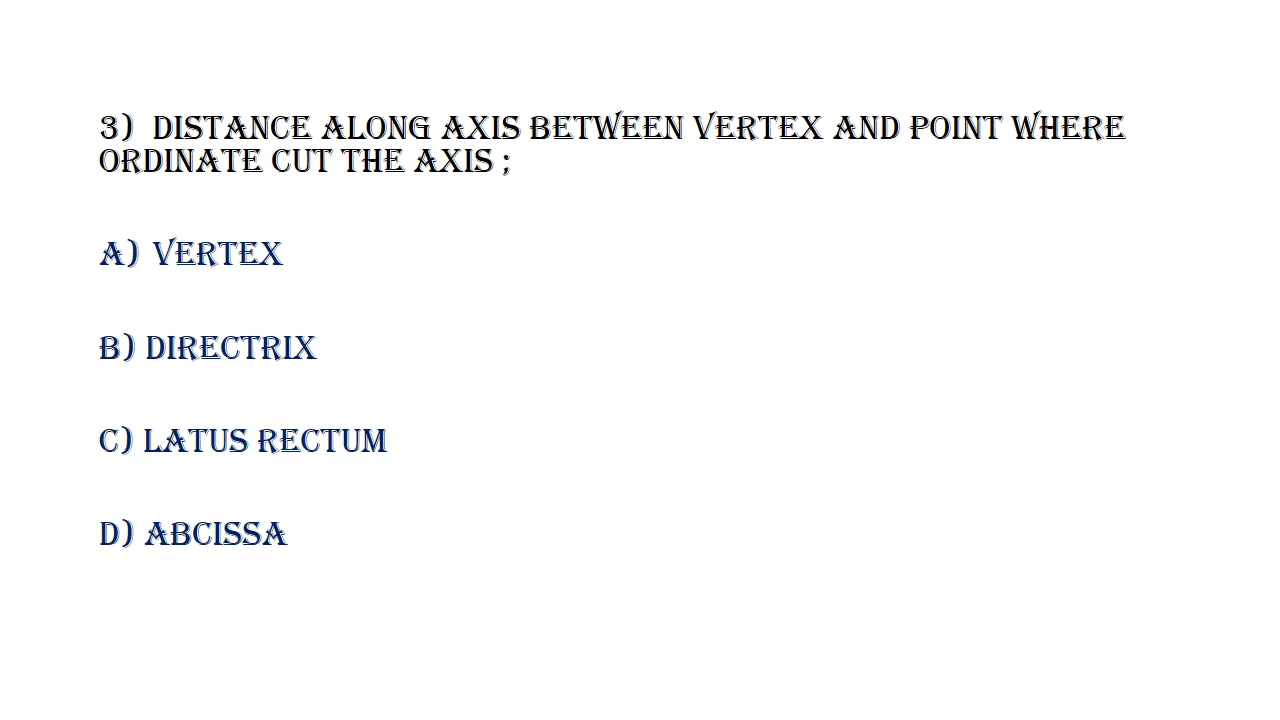 3) DISTANCE ALONG AXIS BETWEEN VERTEX AND POINT WHERE
ORDINATE CUT THE AXIS ;
A) VERTEX
B) DIRECTRIX
C) LATUS RECTUM
D) ABCISSA